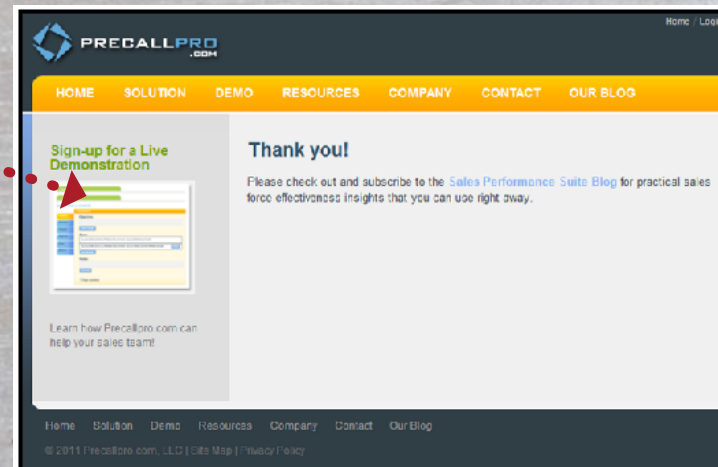 Home / Login
PRECALLPRO
.COM
HOME SOLUTION DEMO RESOURCES COMPANY CONTACT OUR BLOG
Sign-up for a Live
Demonstration
Thank you!
Please check out and subscribe to the Sales Performance Suite Blog for practical sales
force effectiveness insights that you can use right away.
Learn how Precallpro.com can
help your sales team!
Home Solution Demo Resources Company Contact Our Blog
© 2011 Precallpro.com, LLC | Site Map | Privacy Policy